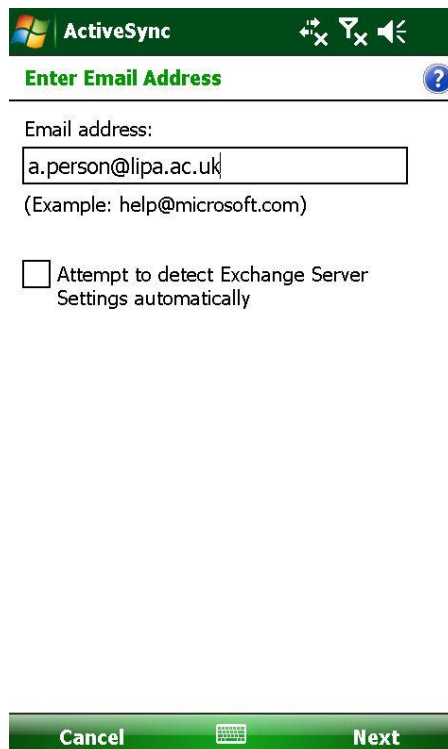 ActiveSync
Enter Email Address
?
Email address:
a.person@lipa.ac.uk
(Example: help@microsoft.com)
Attempt to detect Exchange Server
Settings automatically
Cancel
Next